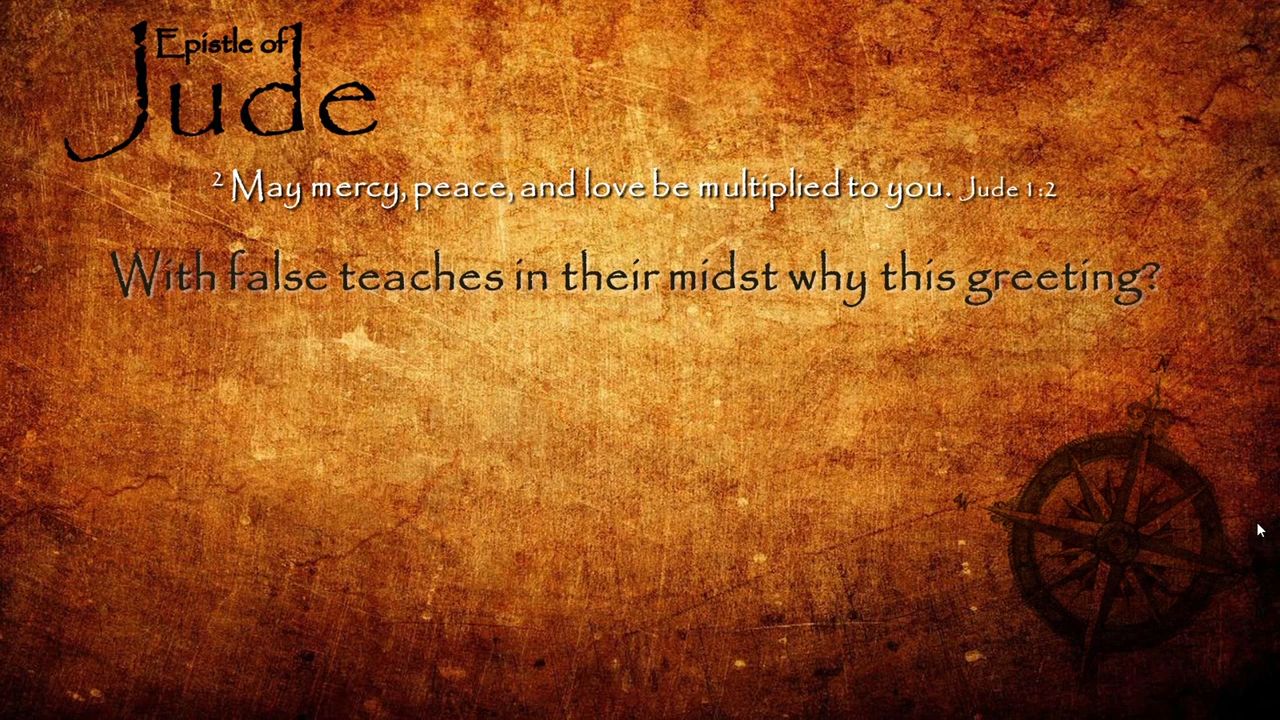 Epistle of
Jude
² May mercy, peace, and love be multiplied to you. Jude 1:2
With false teaches in their midst why this greeting?
N
W